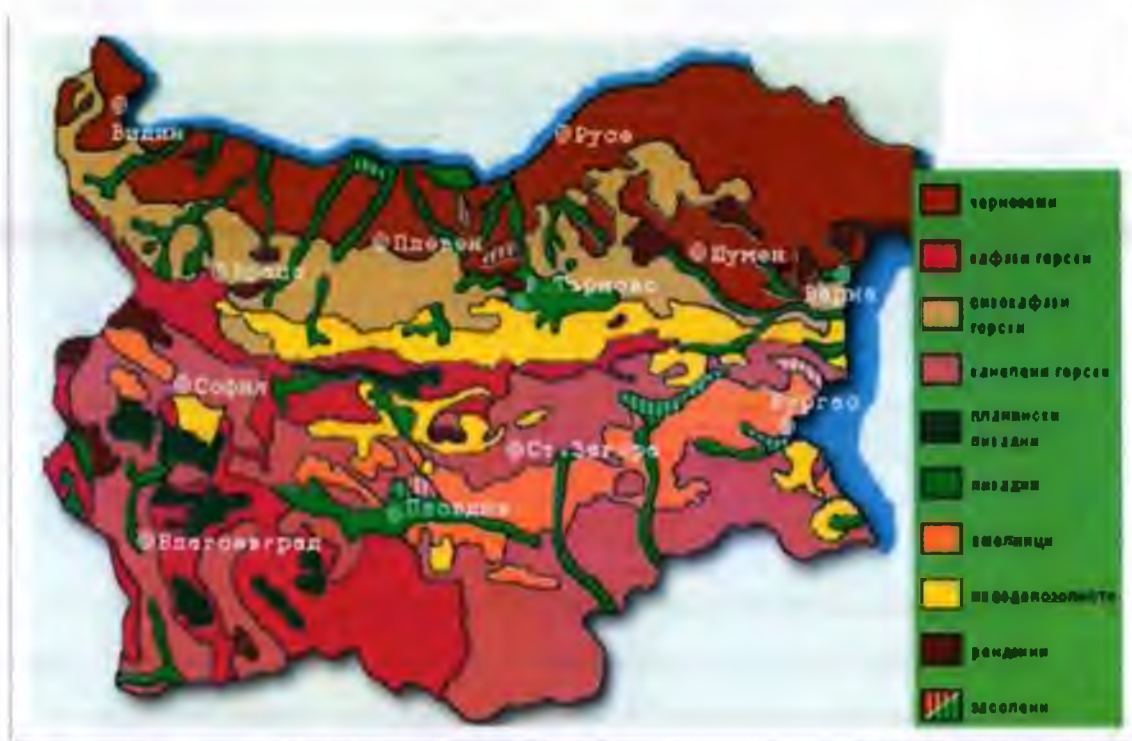 Видин
Русе
Плевен
Шумен
Враца
Търново
Варна
София
Бургас
Ст.Загора
Пловдив
Благоевград
черноземи
кафяви горски
сивокафяви
горски
канелени горски
планински
ливадни
ливадни
смолници
псевдоподзолисти
рендзини
засолени